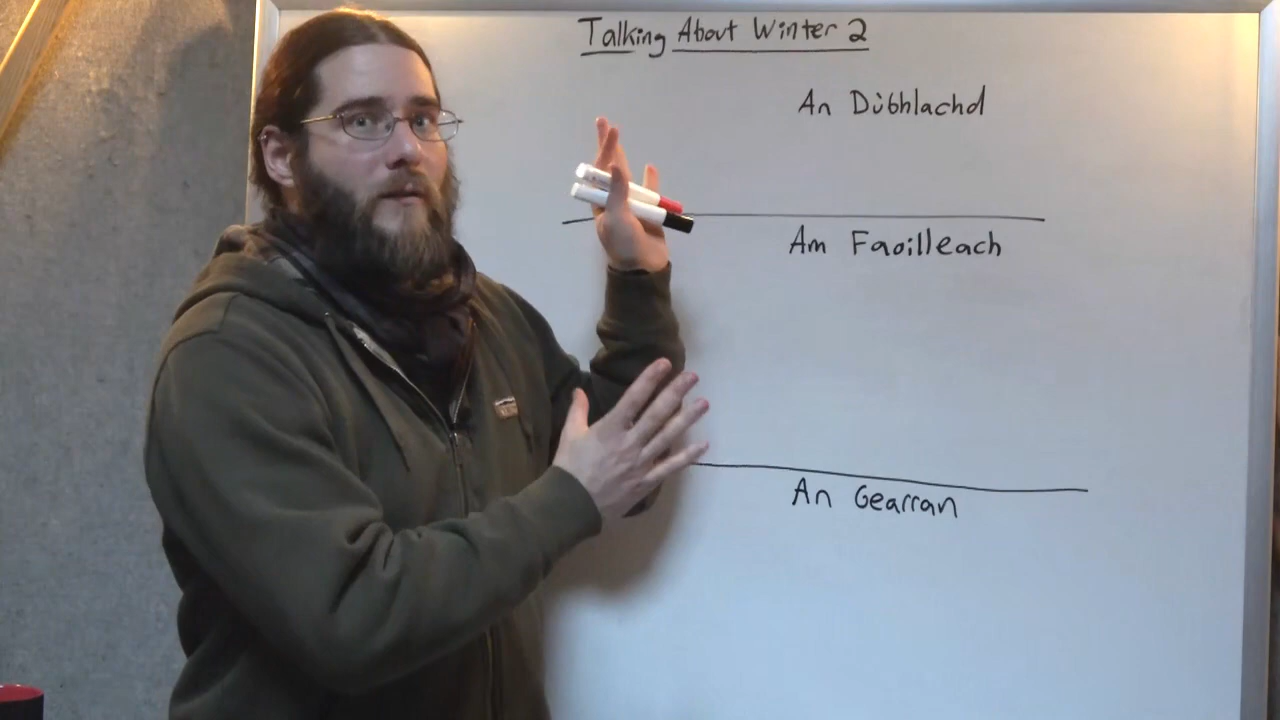 Talking About Winter 2
An Dùbhlachd
Am Faoilleach
An Gearran